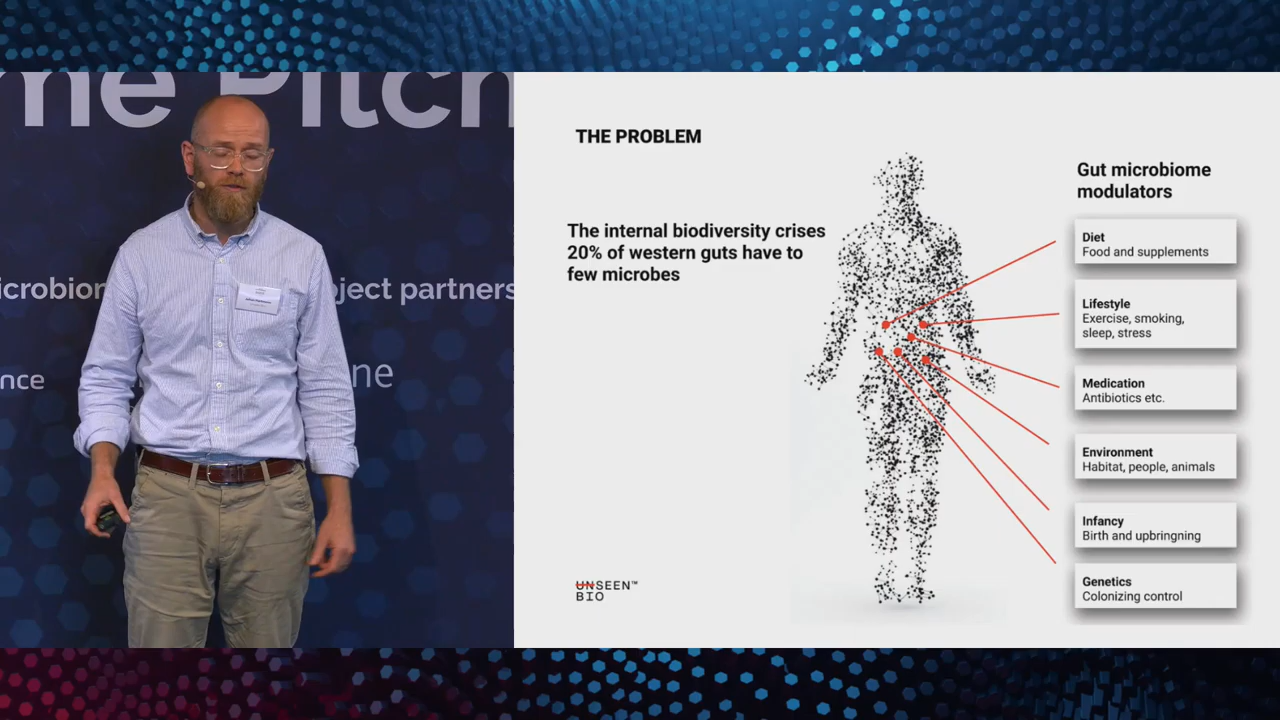 me Pitch
icrobiom
oject partners
nce
ne
THE PROBLEM
The internal biodiversity crises
20% of western guts have to
few microbes
Gut microbiome
modulators
Diet
Food and supplements
Lifestyle
Exercise, smoking,
sleep, stress
Medication
Antibiotics etc.
Environment
Habitat, people, animals
Infancy
Birth and upbringning
Genetics
Colonizing control
UNSEEN™
BIO